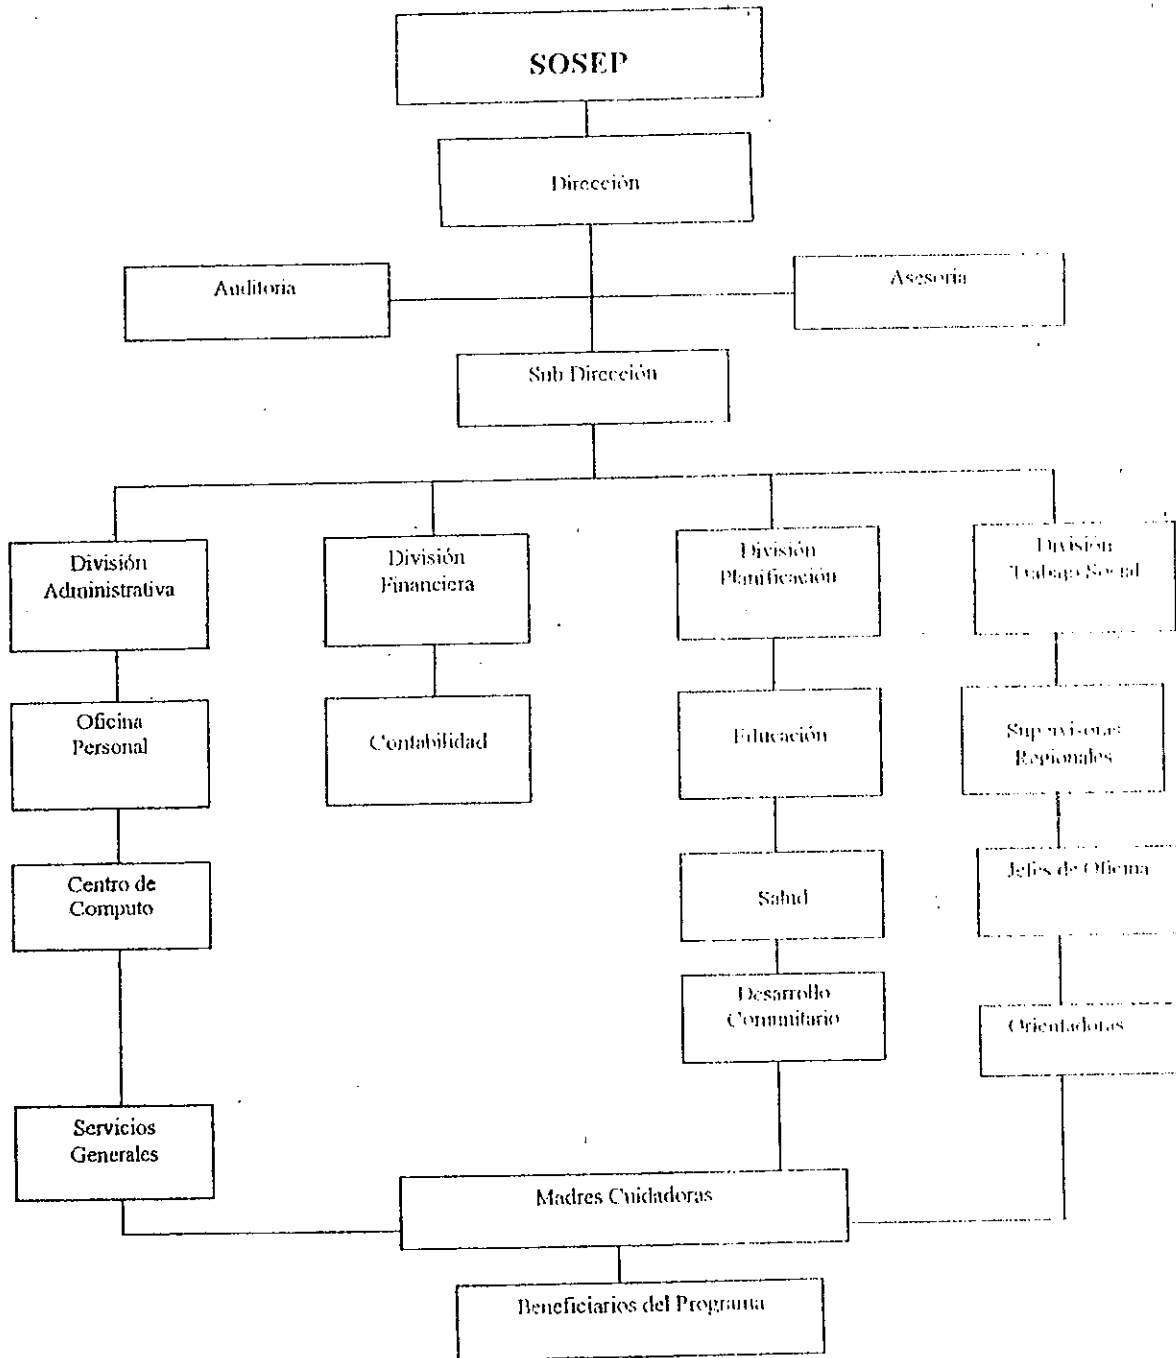 SOSEP
Dirección
Auditoria
Asesoría
Sub Dirección
División
Administrativa
División
Financiera
División
Planificación
División
Trabajo Social
Oficina
Personal
Contabilidad
Educación
Supervisoras
Regionales
Centro de
Computo
Salud
Jefes de Oficina
Desarrollo
Comunitario
Orientadoras
Servicios
Generales
Madres Cuidadoras
Beneficiarios del Programa